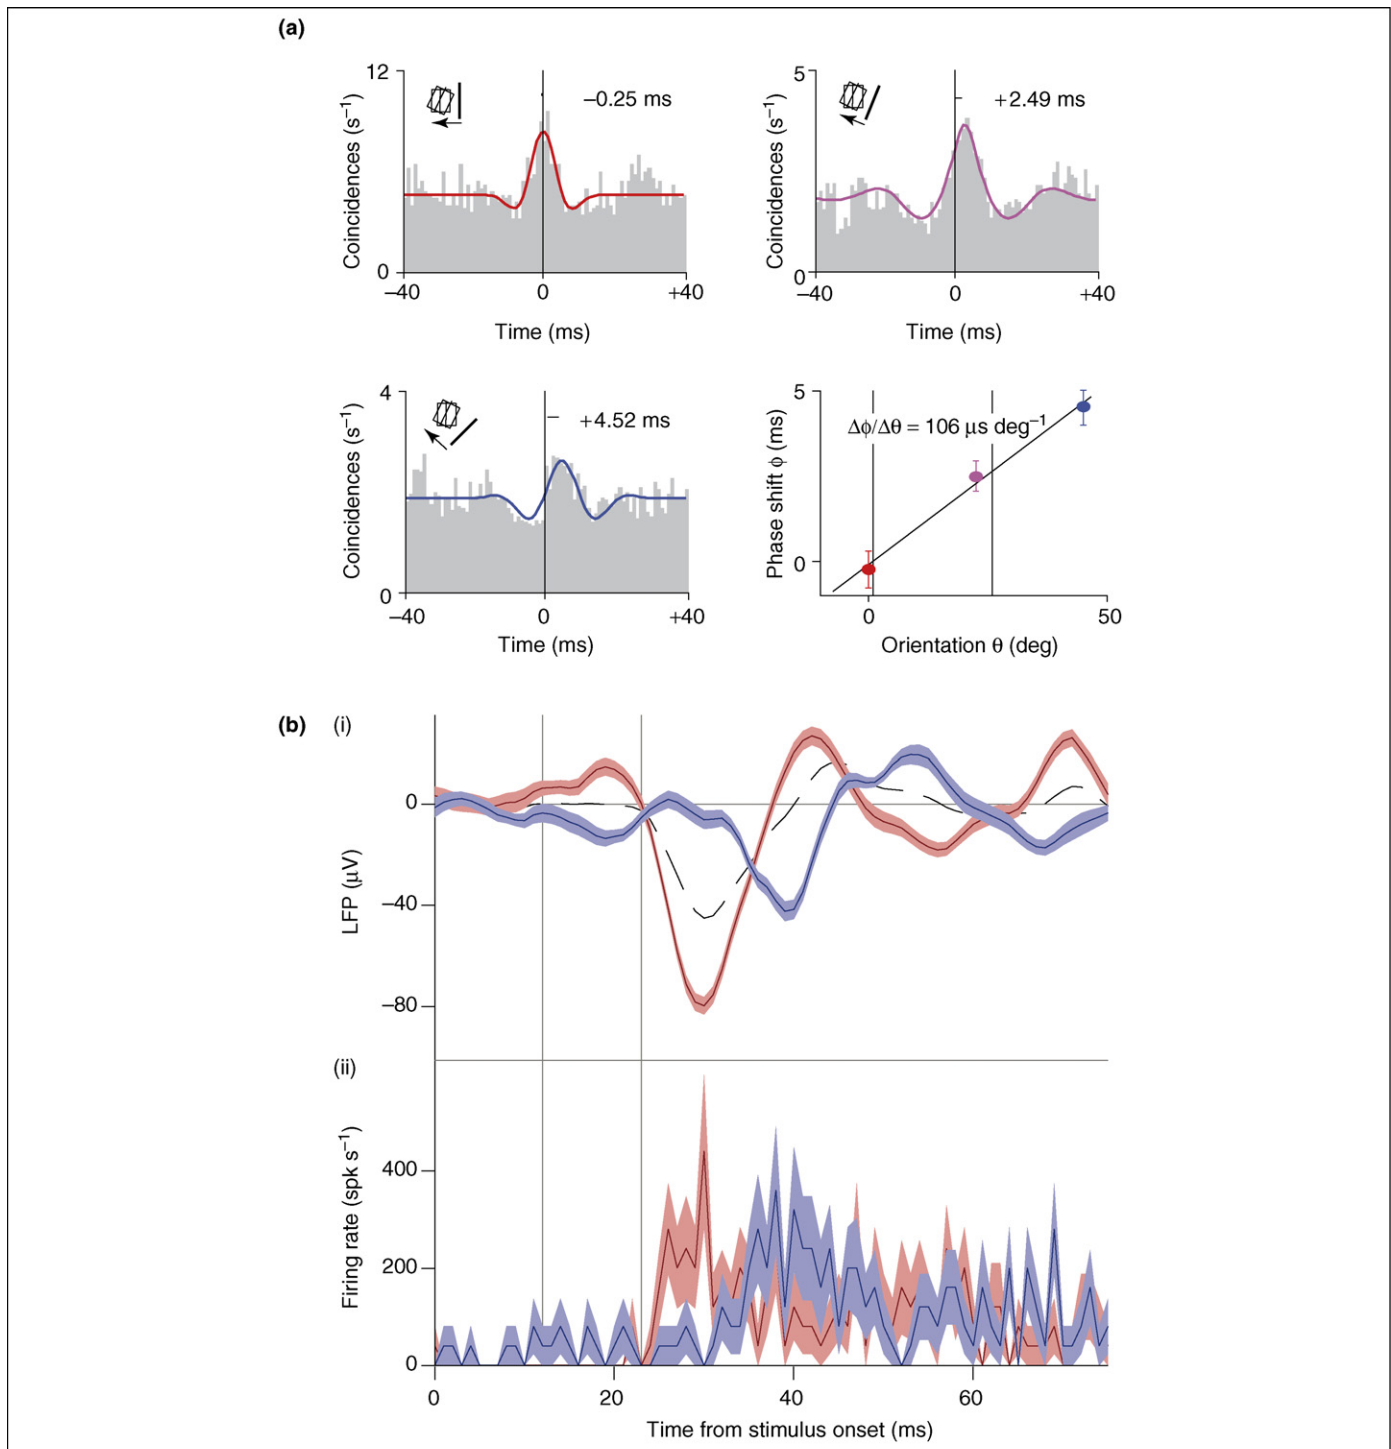 (a)
12
−0.25 ms
Coincidences (s⁻¹)
0
−40
0
+40
Time (ms)
5
+2.49 ms
Coincidences (s⁻¹)
0
−40
0
+40
Time (ms)
4
+4.52 ms
Coincidences (s⁻¹)
0
−40
0
+40
Time (ms)
5
Δϕ/Δθ = 106 μs deg⁻¹
Phase shift ϕ (ms)
0
0
50
Orientation θ (deg)
(b)
(i)
0
−40
−80
LFP (μV)
(ii)
400
200
0
Firing rate (spk s⁻¹)
0
20
40
60
Time from stimulus onset (ms)